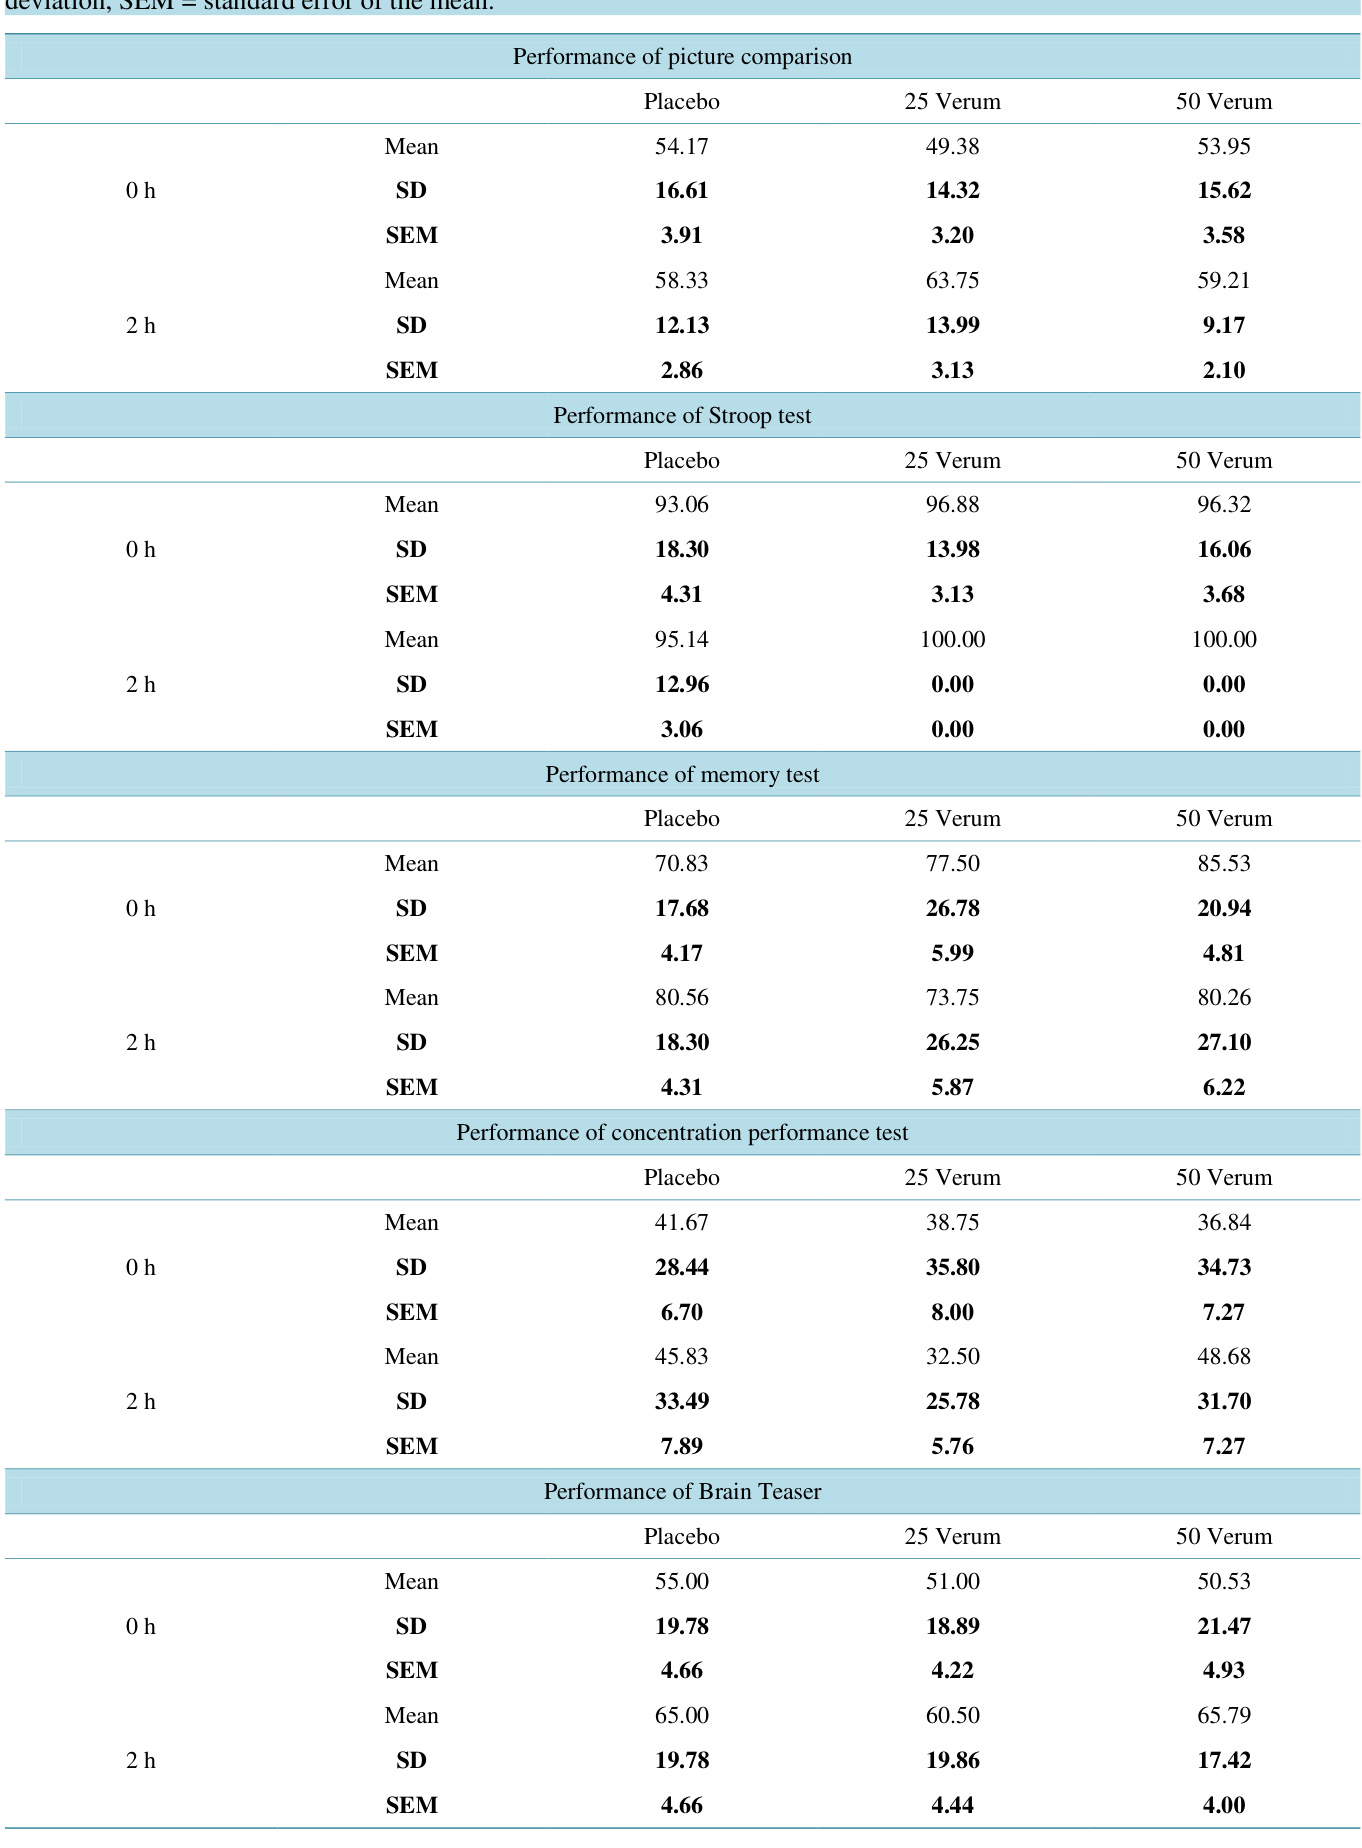 deviation, SEM = standard error of the mean.
Performance of picture comparison
Placebo 25 Verum 50 Verum
Mean 54.17 49.38 53.95
0 h SD 16.61 14.32 15.62
SEM 3.91 3.20 3.58
Mean 58.33 63.75 59.21
2 h SD 12.13 13.99 9.17
SEM 2.86 3.13 2.10
Performance of Stroop test
Placebo 25 Verum 50 Verum
Mean 93.06 96.88 96.32
0 h SD 18.30 13.98 16.06
SEM 4.31 3.13 3.68
Mean 95.14 100.00 100.00
2 h SD 12.96 0.00 0.00
SEM 3.06 0.00 0.00
Performance of memory test
Placebo 25 Verum 50 Verum
Mean 70.83 77.50 85.53
0 h SD 17.68 26.78 20.94
SEM 4.17 5.99 4.81
Mean 80.56 73.75 80.26
2 h SD 18.30 26.25 27.10
SEM 4.31 5.87 6.22
Performance of concentration performance test
Placebo 25 Verum 50 Verum
Mean 41.67 38.75 36.84
0 h SD 28.44 35.80 34.73
SEM 6.70 8.00 7.27
Mean 45.83 32.50 48.68
2 h SD 33.49 25.78 31.70
SEM 7.89 5.76 7.27
Performance of Brain Teaser
Placebo 25 Verum 50 Verum
Mean 55.00 51.00 50.53
0 h SD 19.78 18.89 21.47
SEM 4.66 4.22 4.93
Mean 65.00 60.50 65.79
2 h SD 19.78 19.86 17.42
SEM 4.66 4.44 4.00